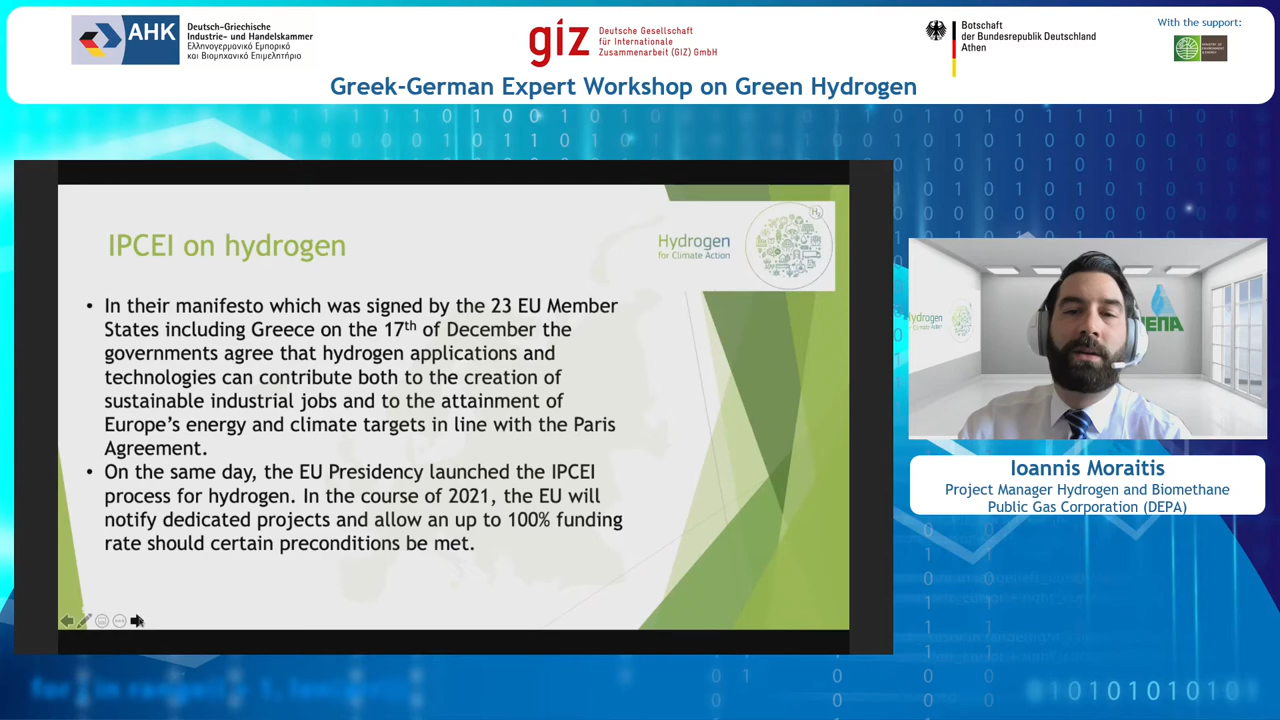 AHK
Deutsch-Griechische
Industrie- und Handelskammer
Ελληνογερμανικό Εμπορικό
και Βιομηχανικό Επιμελητήριο
giz
Deutsche Gesellschaft
für Internationale
Zusammenarbeit (GIZ) GmbH
Botschaft
der Bundesrepublik Deutschland
Athen
With the support:
Greek-German Expert Workshop on Green Hydrogen
IPCEI on hydrogen
Hydrogen
for Climate Action
H₂
• In their manifesto which was signed by the 23 EU Member
States including Greece on the 17th of December the
governments agree that hydrogen applications and
technologies can contribute both to the creation of
sustainable industrial jobs and to the attainment of
Europe's energy and climate targets in line with the Paris
Agreement.
• On the same day, the EU Presidency launched the IPCEI
process for hydrogen. In the course of 2021, the EU will
notify dedicated projects and allow an up to 100% funding
rate should certain preconditions be met.
Ioannis Moraitis
Project Manager Hydrogen and Biomethane
Public Gas Corporation (DEPA)
010101010101